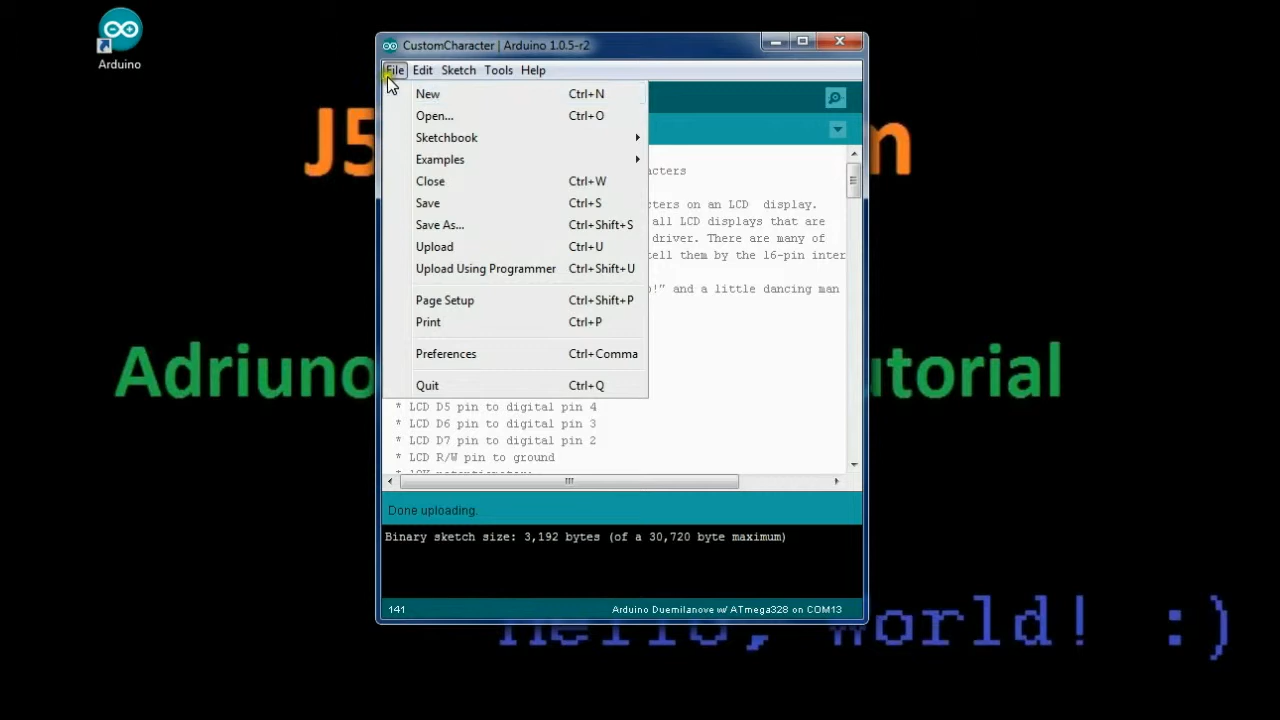 Arduino
J5
n
Adriuno
utorial
hello, world! :)
CustomCharacter | Arduino 1.0.5-r2
File Edit Sketch Tools Help
New Ctrl+N
Open... Ctrl+O
Sketchbook
Examples
Close Ctrl+W
Save Ctrl+S
Save As... Ctrl+Shift+S
Upload Ctrl+U
Upload Using Programmer Ctrl+Shift+U
Page Setup Ctrl+Shift+P
Print Ctrl+P
Preferences Ctrl+Comma
Quit Ctrl+Q
acters
cters on an LCD display.
all LCD displays that are
driver. There are many of
tell them by the 16-pin inter
o!" and a little dancing man
* LCD D5 pin to digital pin 4
* LCD D6 pin to digital pin 3
* LCD D7 pin to digital pin 2
* LCD R/W pin to ground
* 10K potentiometer:
Done uploading.
Binary sketch size: 3,192 bytes (of a 30,720 byte maximum)
141
Arduino Duemilanove w/ ATmega328 on COM13